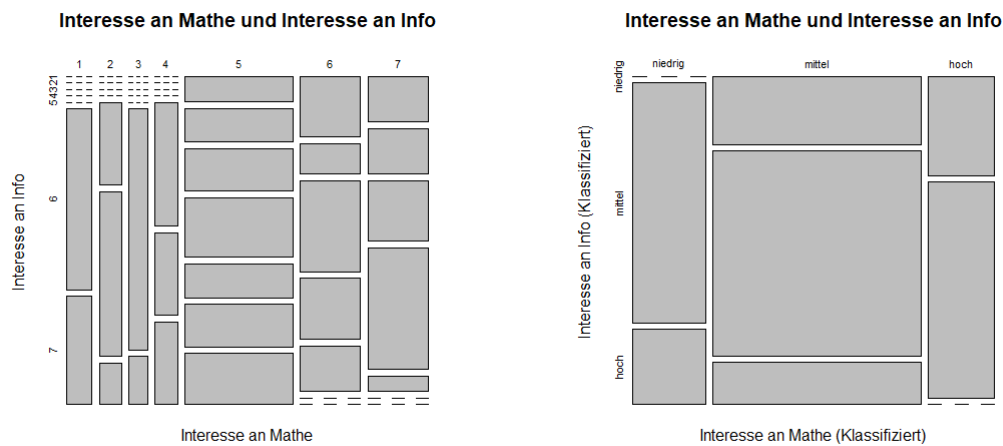 Interesse an Mathe und Interesse an Info
1 2 3 4 5 6 7
54321
6
7
Interesse an Info
Interesse an Mathe
Interesse an Mathe und Interesse an Info
niedrig mittel hoch
niedrig
mittel
hoch
Interesse an Info (Klassifiziert)
Interesse an Mathe (Klassifiziert)